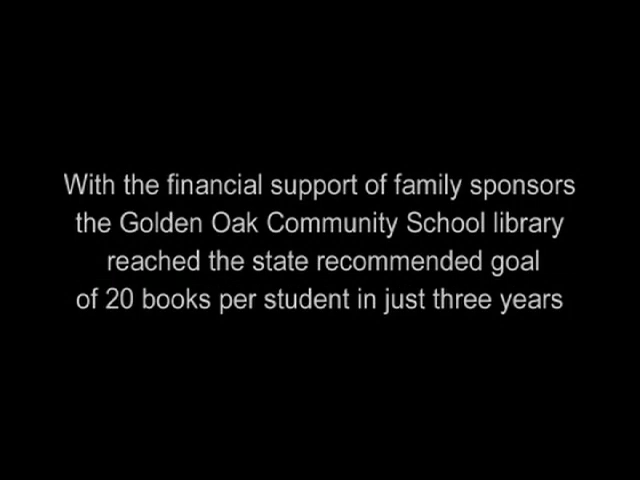 With the financial support of family sponsors
the Golden Oak Community School library
reached the state recommended goal
of 20 books per student in just three years